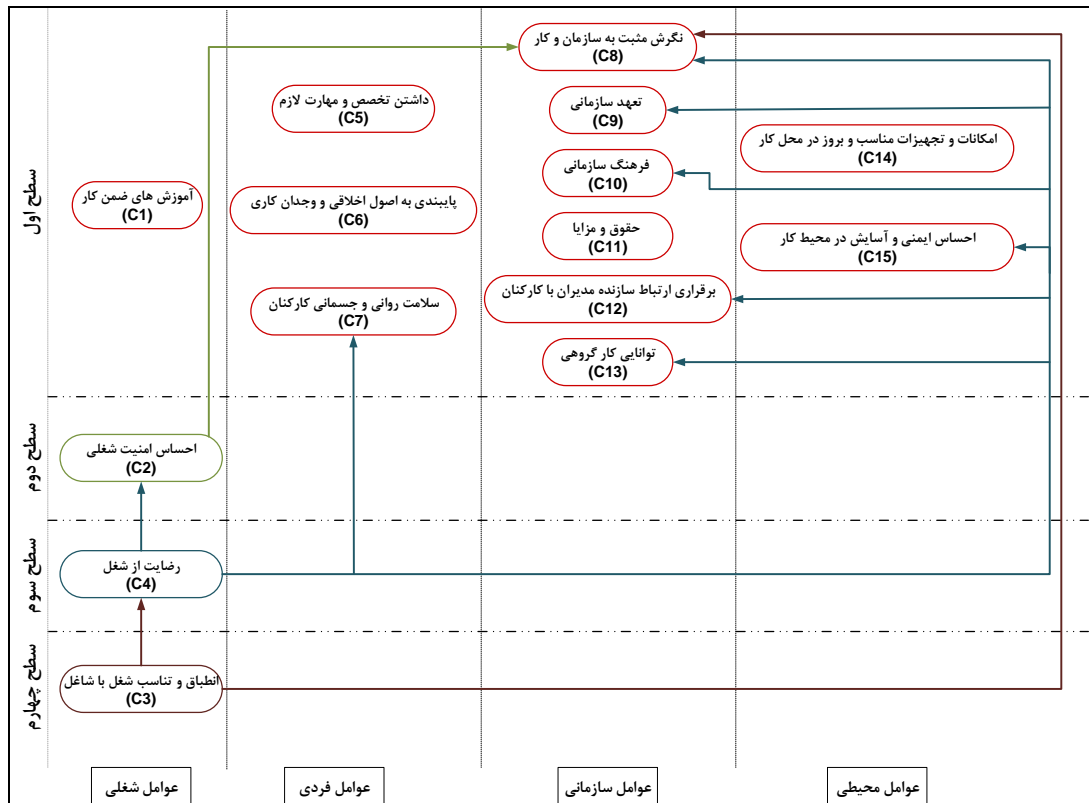 نگرش مثبت به سازمان و کار
(C8)
داشتن تخصص و مهارت لازم
(C5)
تعهد سازمانی
(C9)
امکانات و تجهیزات مناسب و بروز در محل کار
(C14)
فرهنگ سازمانی
(C10)
آموزش های ضمن کار
(C1)
پایبندی به اصول اخلاقی و وجدان کاری
(C6)
حقوق و مزایا
(C11)
احساس ایمنی و آسایش در محیط کار
(C15)
برقراری ارتباط سازنده مدیران با کارکنان
(C12)
سلامت روانی و جسمانی کارکنان
(C7)
توانایی کار گروهی
(C13)
سطح اول
احساس امنیت شغلی
(C2)
سطح دوم
رضایت از شغل
(C4)
سطح سوم
انطباق و تناسب شغل با شاغل
(C3)
سطح چهارم
عوامل شغلی
عوامل فردی
عوامل سازمانی
عوامل محیطی